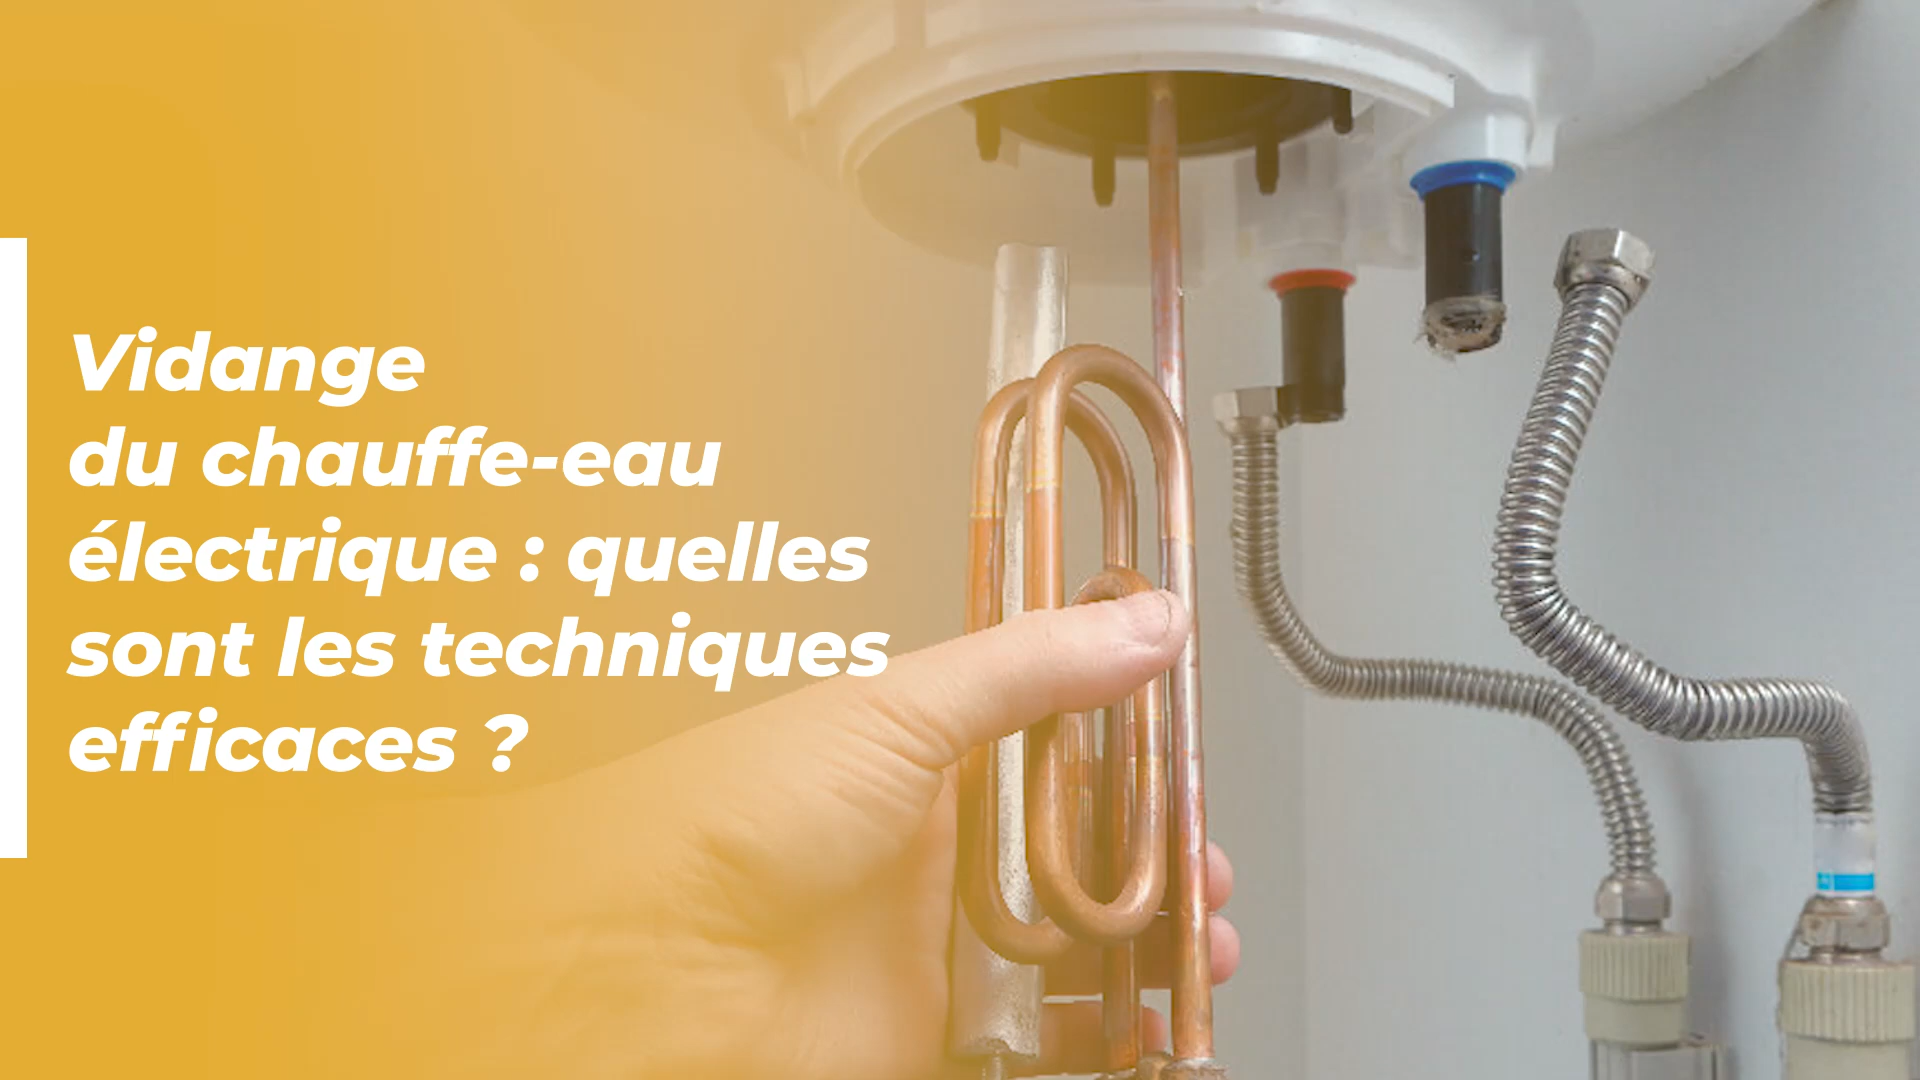 Vidange
du chauffe-eau
électrique : quelles
sont les techniques
efficaces ?